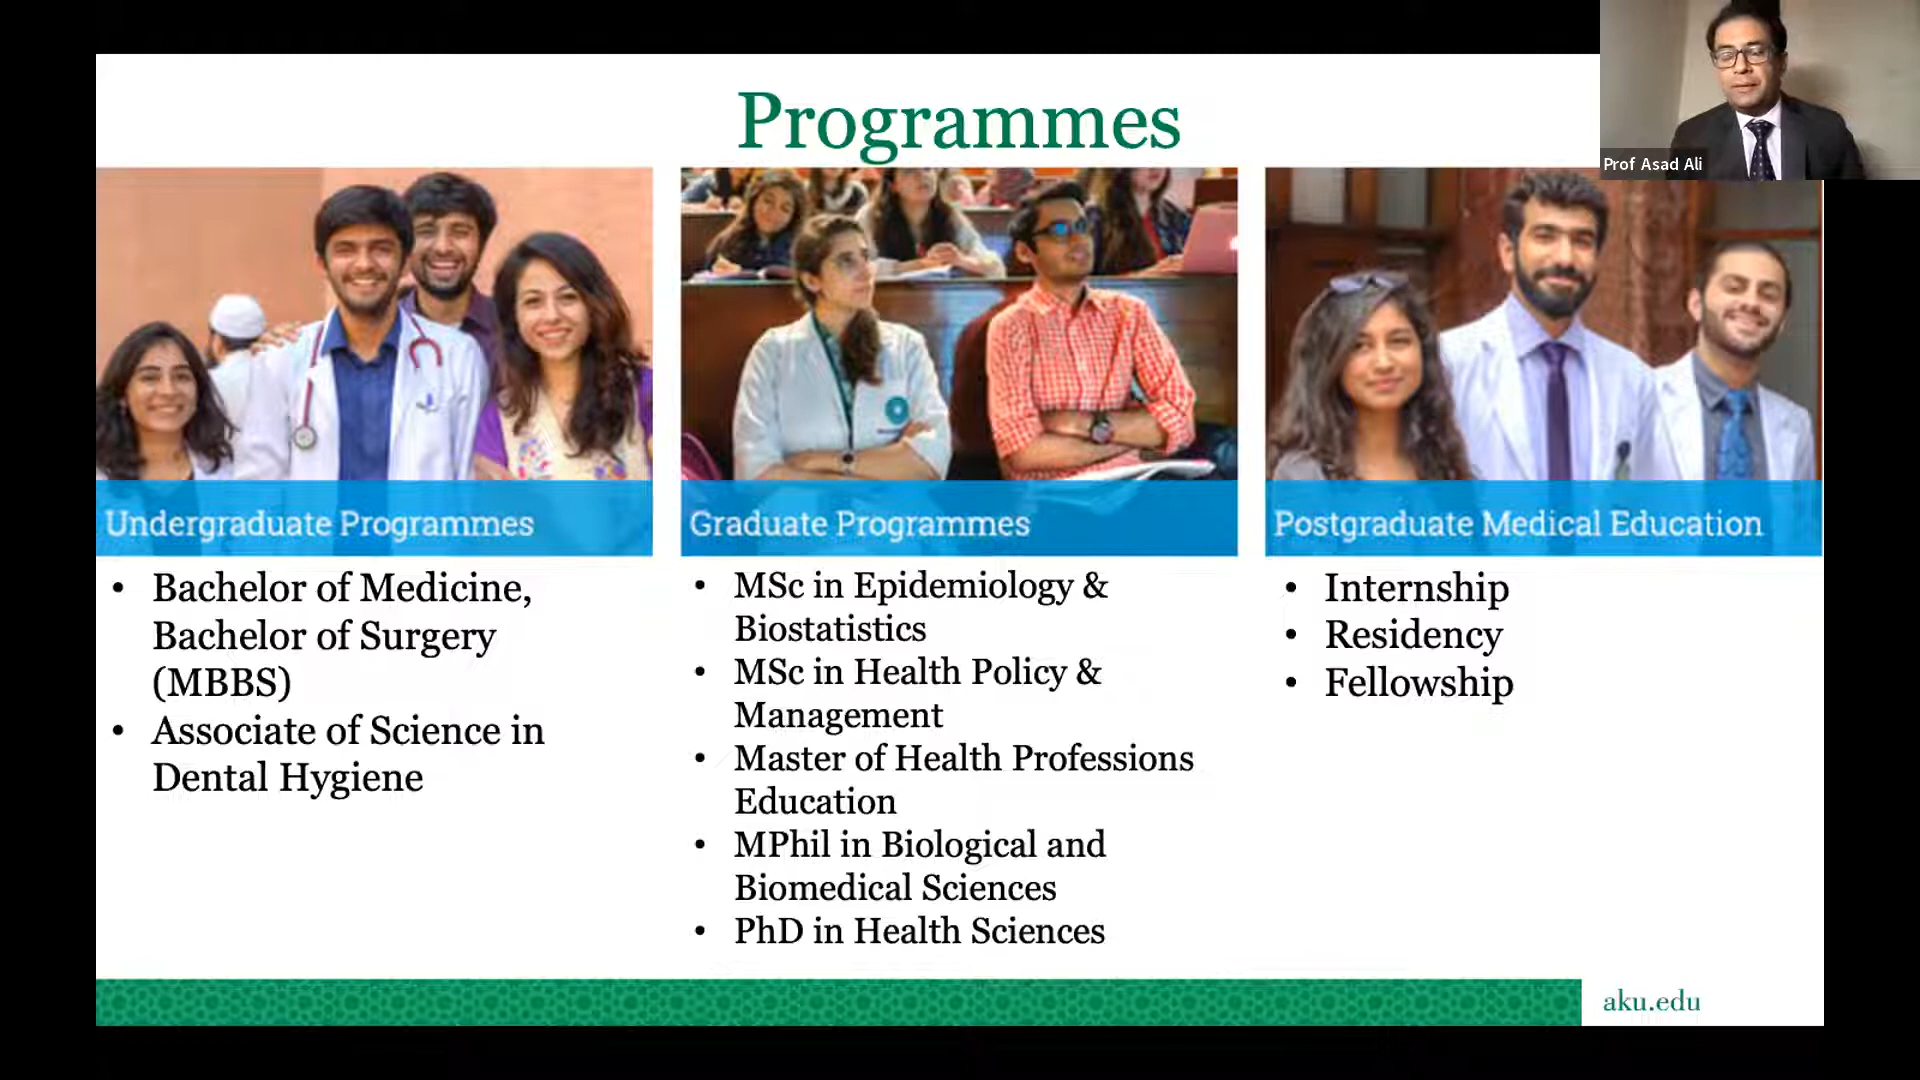 Programmes
Prof Asad Ali
Undergraduate Programmes
• Bachelor of Medicine,
Bachelor of Surgery
(MBBS)
• Associate of Science in
Dental Hygiene
Graduate Programmes
• MSc in Epidemiology &
Biostatistics
• MSc in Health Policy &
Management
• Master of Health Professions
Education
• MPhil in Biological and
Biomedical Sciences
• PhD in Health Sciences
Postgraduate Medical Education
• Internship
• Residency
• Fellowship
aku.edu